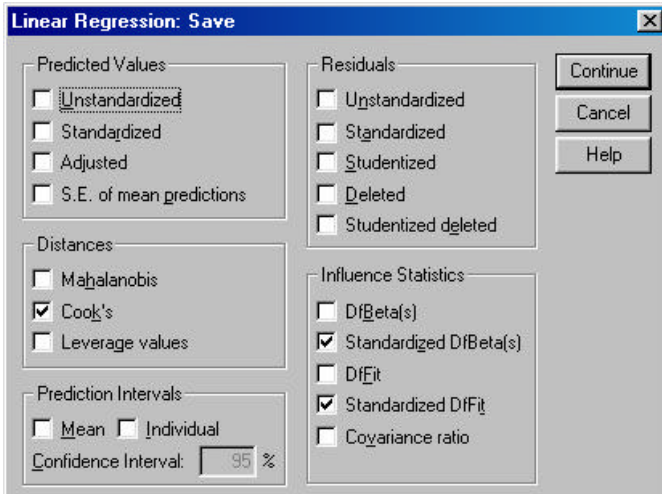 Linear Regression: Save
Predicted Values
Unstandardized
Standardized
Adjusted
S.E. of mean predictions
Distances
Mahalanobis
Cook's
Leverage values
Prediction Intervals
Mean Individual
Confidence Interval: 95 %
Residuals
Unstandardized
Standardized
Studentized
Deleted
Studentized deleted
Influence Statistics
DfBeta(s)
Standardized DfBeta(s)
DfFit
Standardized DfFit
Covariance ratio
Continue
Cancel
Help